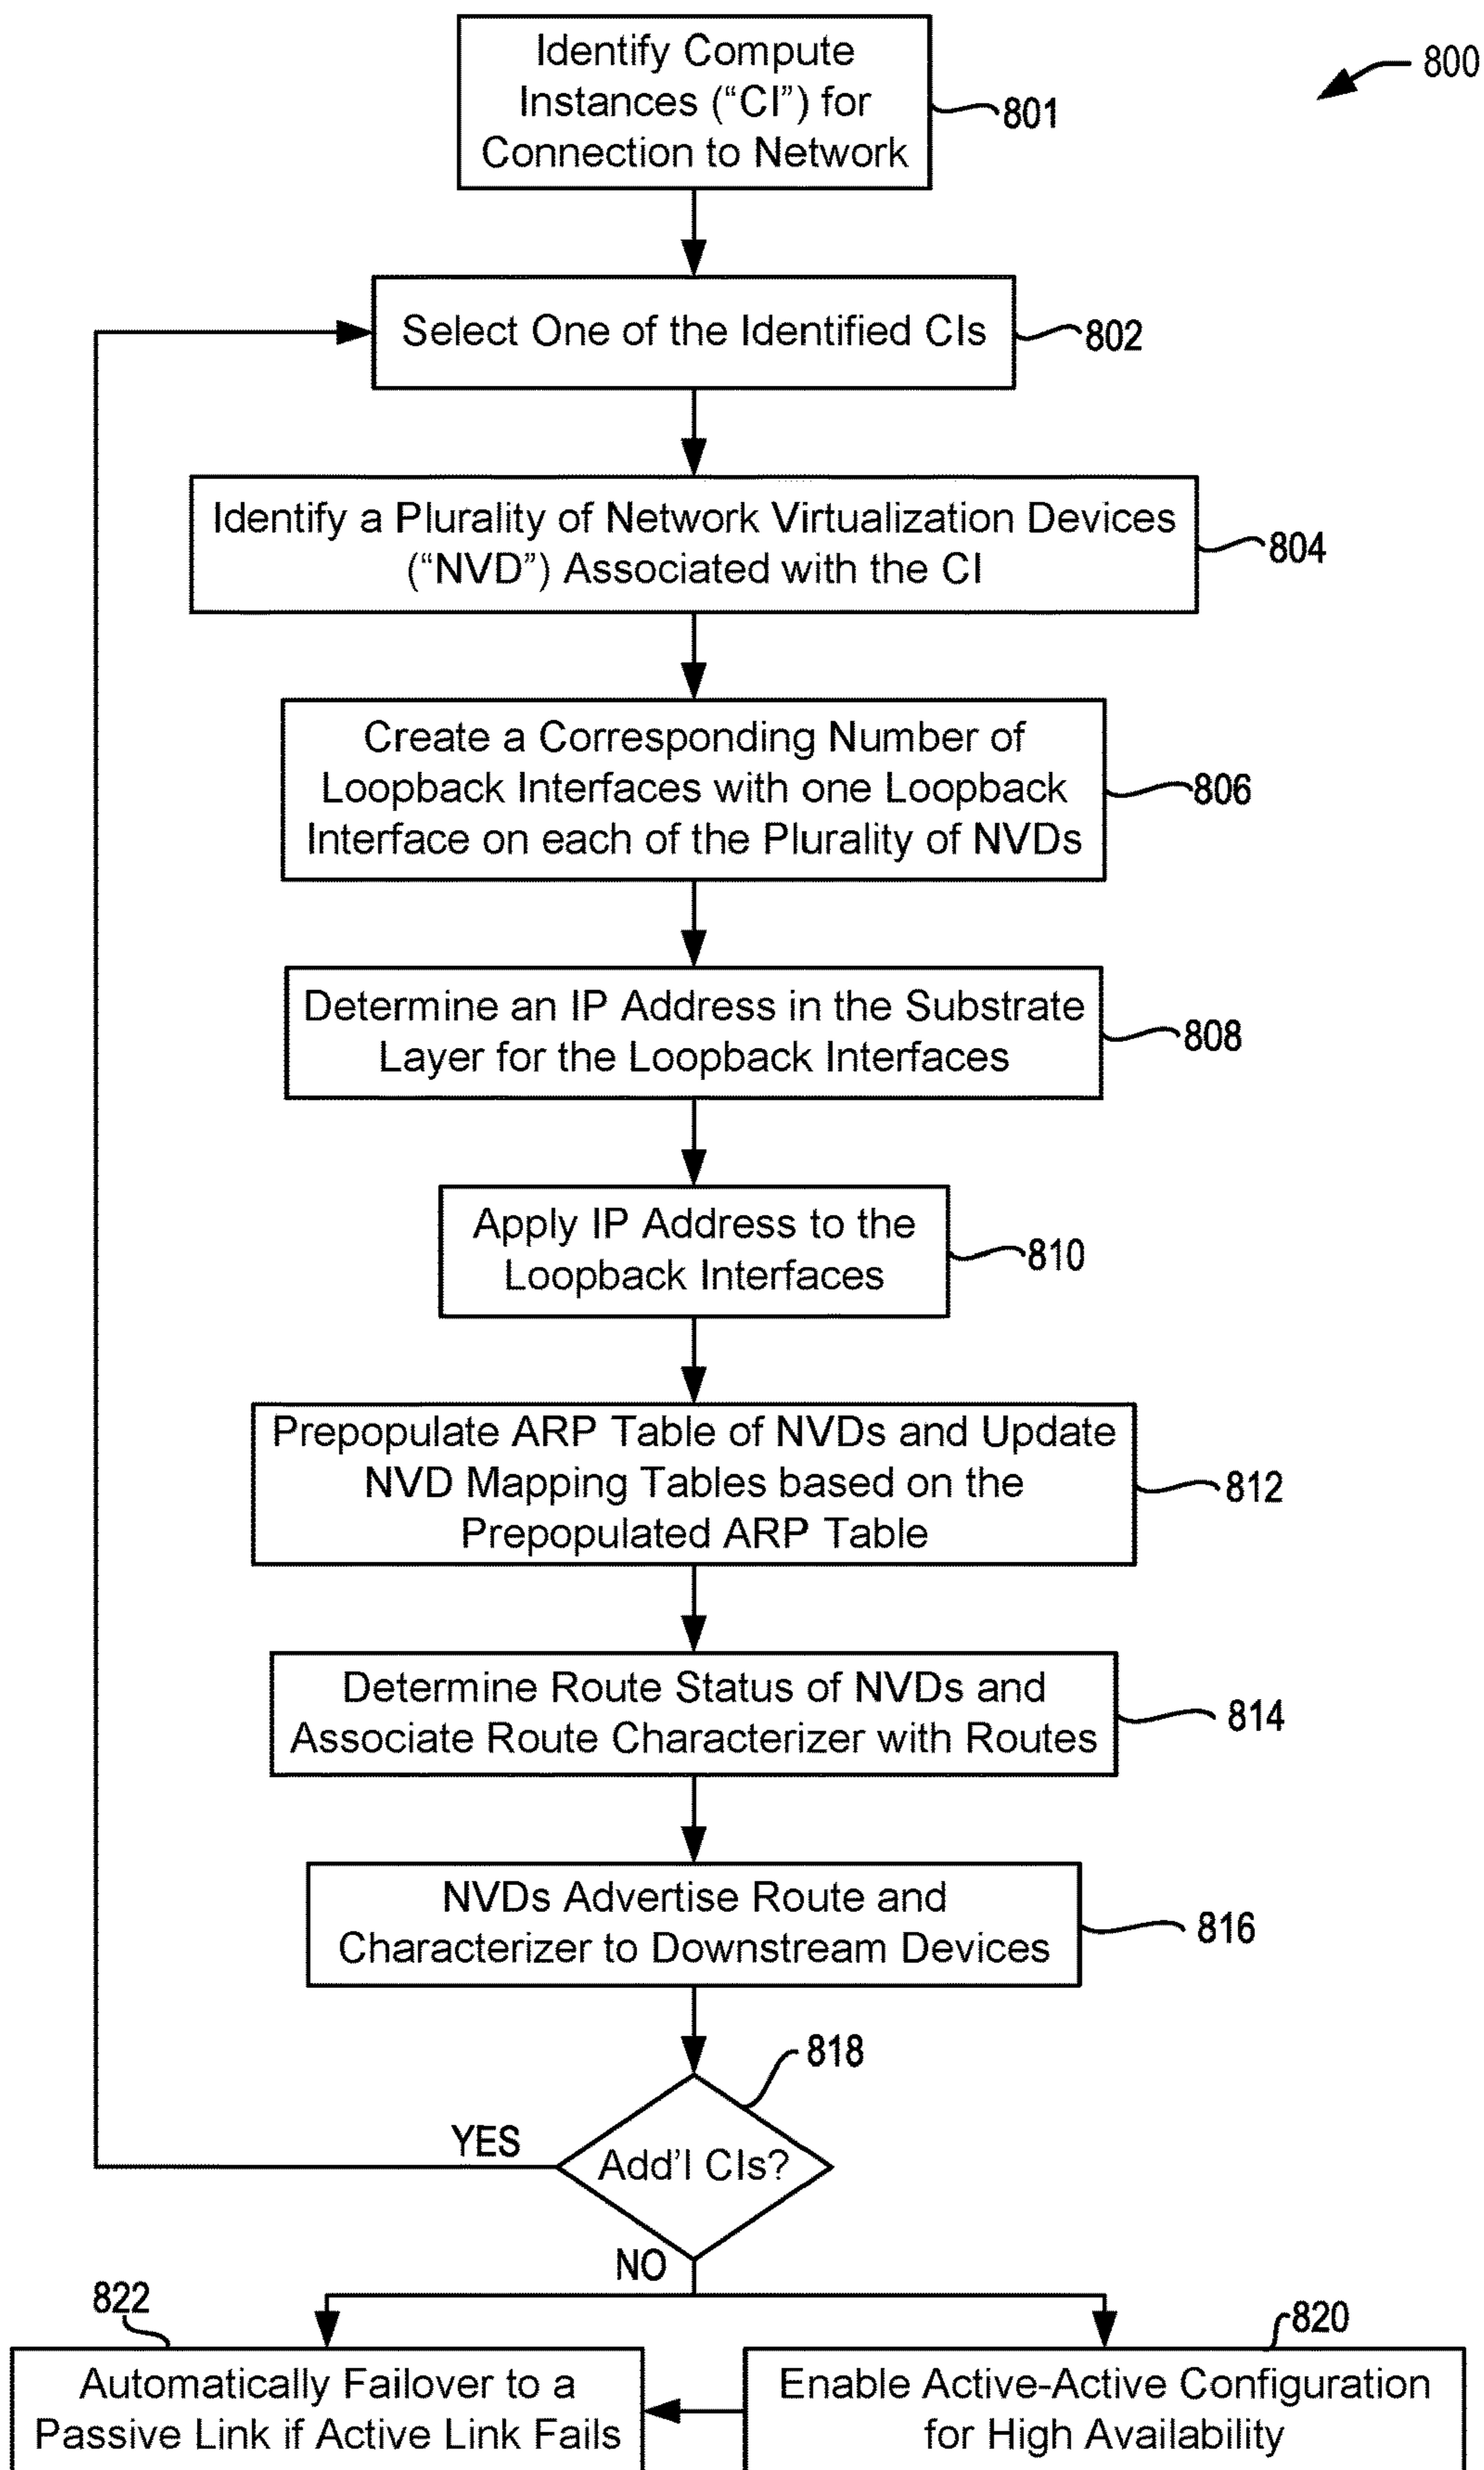 800
Identify Compute
Instances (“CI”) for
Connection to Network
801
Select One of the Identified CIs
802
Identify a Plurality of Network Virtualization Devices
(“NVD”) Associated with the CI
804
Create a Corresponding Number of
Loopback Interfaces with one Loopback
Interface on each of the Plurality of NVDs
806
Determine an IP Address in the Substrate
Layer for the Loopback Interfaces
808
Apply IP Address to the
Loopback Interfaces
810
Prepopulate ARP Table of NVDs and Update
NVD Mapping Tables based on the
Prepopulated ARP Table
812
Determine Route Status of NVDs and
Associate Route Characterizer with Routes
814
NVDs Advertise Route and
Characterizer to Downstream Devices
816
818
Add’l CIs?
YES
NO
822
Automatically Failover to a
Passive Link if Active Link Fails
820
Enable Active-Active Configuration
for High Availability